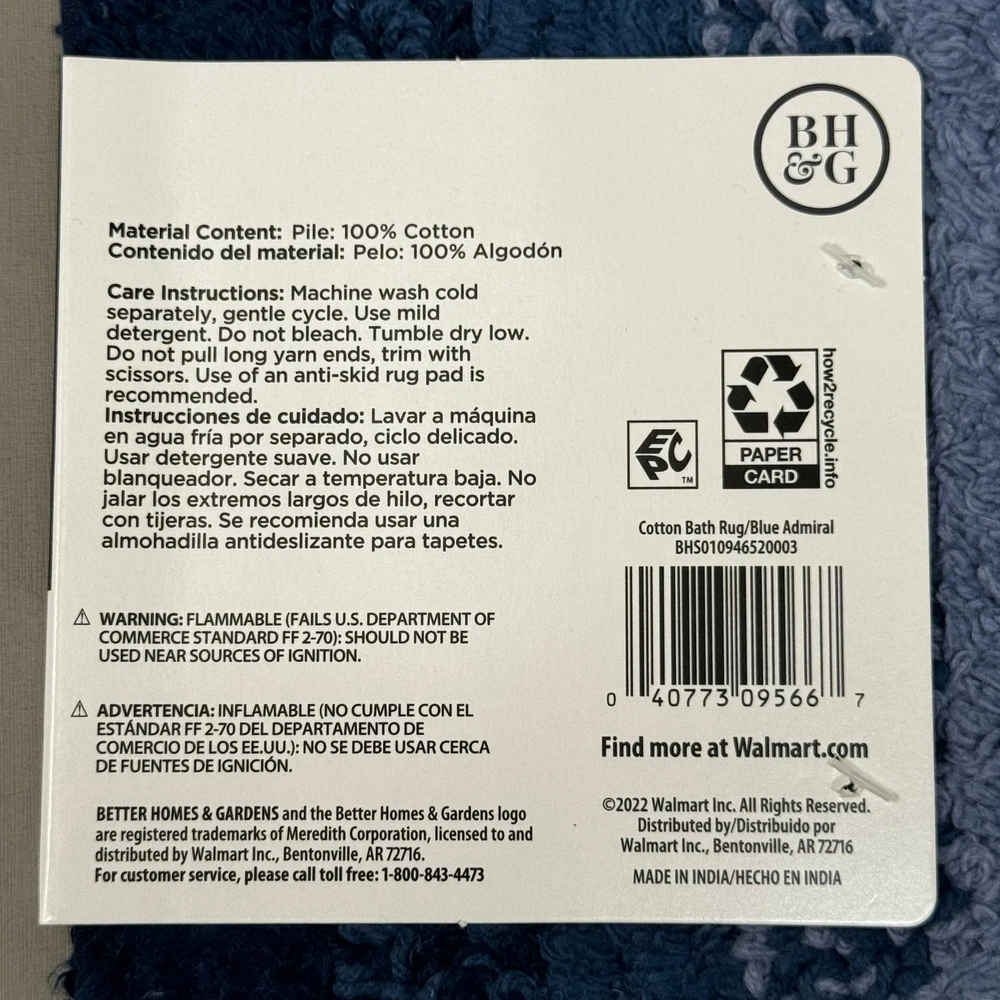 BH
&G
Material Content: Pile: 100% Cotton
Contenido del material: Pelo: 100% Algodón
Care Instructions: Machine wash cold
separately, gentle cycle. Use mild
detergent. Do not bleach. Tumble dry low.
Do not pull long yarn ends, trim with
scissors. Use of an anti-skid rug pad is
recommended.
Instrucciones de cuidado: Lavar a máquina
en agua fría por separado, ciclo delicado.
Usar detergente suave. No usar
blanqueador. Secar a temperatura baja. No
jalar los extremos largos de hilo, recortar
con tijeras. Se recomienda usar una
almohadilla antideslizante para tapetes.
⚠ WARNING: FLAMMABLE (FAILS U.S. DEPARTMENT OF
COMMERCE STANDARD FF 2-70): SHOULD NOT BE
USED NEAR SOURCES OF IGNITION.
⚠ ADVERTENCIA: INFLAMABLE (NO CUMPLE CON EL
ESTÁNDAR FF 2-70 DEL DEPARTAMENTO DE
COMERCIO DE LOS EE.UU.): NO SE DEBE USAR CERCA
DE FUENTES DE IGNICIÓN.
BETTER HOMES & GARDENS and the Better Homes & Gardens logo
are registered trademarks of Meredith Corporation, licensed to and
distributed by Walmart Inc., Bentonville, AR 72716.
For customer service, please call toll free: 1-800-843-4473
EPC TM
how2recycle.info
PAPER
CARD
Cotton Bath Rug/Blue Admiral
BHS010946520003
0 40773 09566 7
Find more at Walmart.com
©2022 Walmart Inc. All Rights Reserved.
Distributed by/Distribuido por
Walmart Inc., Bentonville, AR 72716
MADE IN INDIA/HECHO EN INDIA